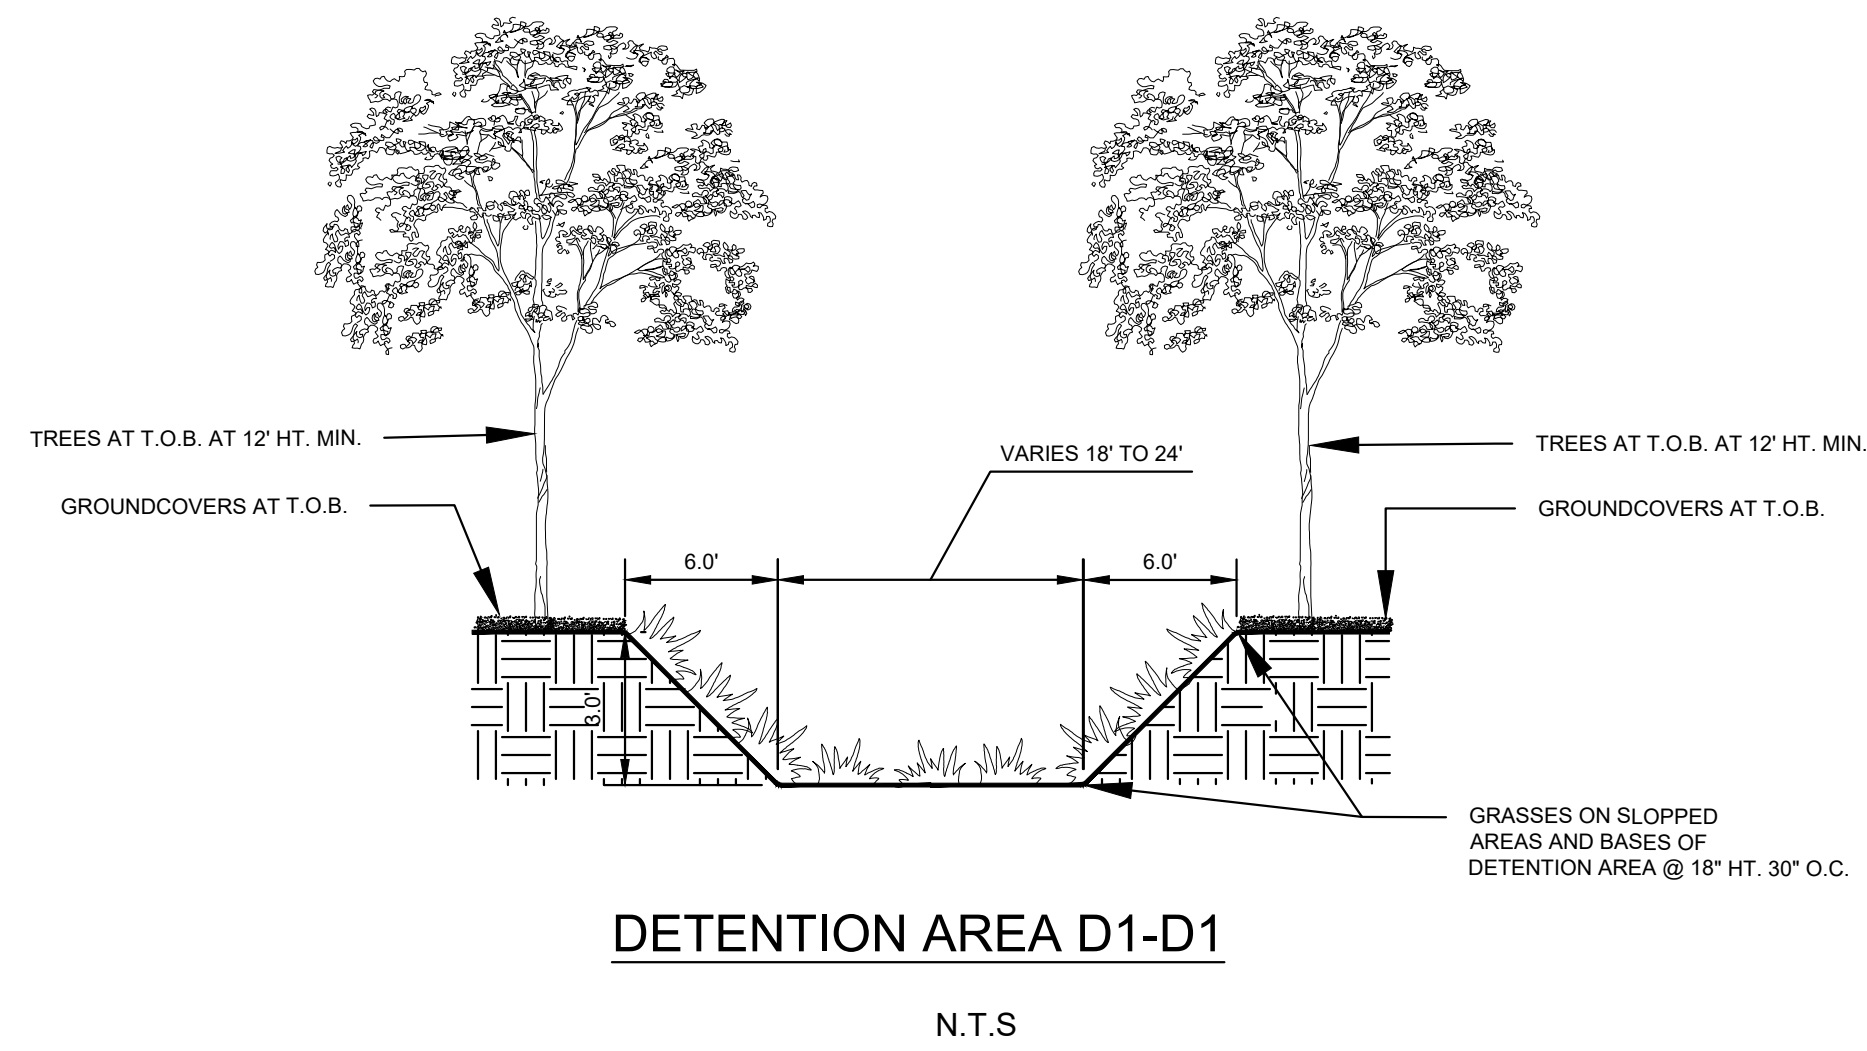 TREES AT T.O.B. AT 12' HT. MIN.
GROUNDCOVERS AT T.O.B.
VARIES 18' TO 24'
TREES AT T.O.B. AT 12' HT. MIN.
GROUNDCOVERS AT T.O.B.
6.0'
6.0'
3.0'
GRASSES ON SLOPPED
AREAS AND BASES OF
DETENTION AREA @ 18" HT. 30" O.C.
DETENTION AREA D1-D1
N.T.S